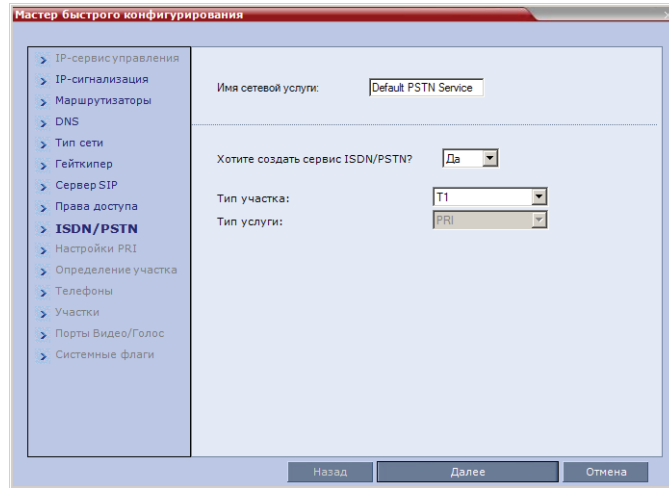 Мастер быстрого конфигурирования
IP-сервис управления
IP-сигнализация
Маршрутизаторы
DNS
Тип сети
Гейткипер
Сервер SIP
Права доступа
ISDN/PSTN
Настройки PRI
Определение участка
Телефоны
Участки
Порты Видео/Голос
Системные флаги
Имя сетевой услуги: Default PSTN Service
Хотите создать сервис ISDN/PSTN? Да
Тип участка: T1
Тип услуги: PRI
Назад Далее Отмена